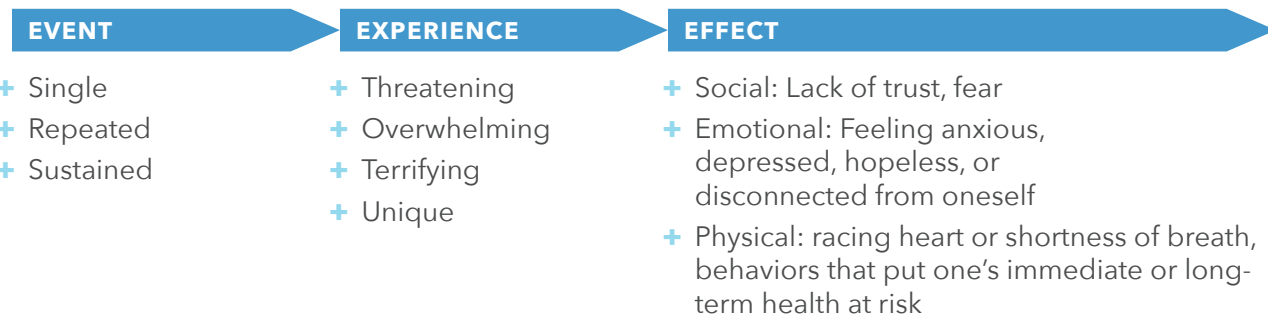 EVENT
Single
Repeated
Sustained
EXPERIENCE
Threatening
Overwhelming
Terrifying
Unique
EFFECT
Social: Lack of trust, fear
Emotional: Feeling anxious,
depressed, hopeless, or
disconnected from oneself
Physical: racing heart or shortness of breath,
behaviors that put one’s immediate or long-
term health at risk